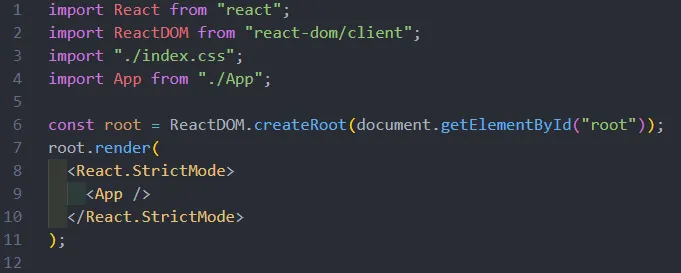 1 import React from "react";
2 import ReactDOM from "react-dom/client";
3 import "./index.css";
4 import App from "./App";
5
6 const root = ReactDOM.createRoot(document.getElementById("root"));
7 root.render(
8   <React.StrictMode>
9     <App />
10   </React.StrictMode>
11 );
12